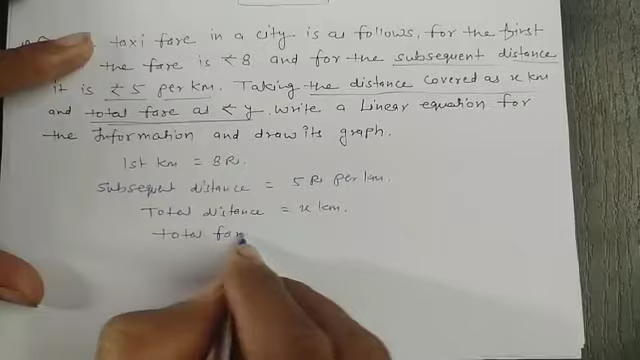 taxi fare in a city is as follows, for the first
the fare is ₹8 and for the subsequent distance
it is ₹5 per km. Taking the distance covered as x km
and total fare as ₹y. Write a Linear equation for
the Information and draw its graph.
1st km = 8 Rs.
Subsequent distance = 5 Rs per km.
Total distance = x km.
total far